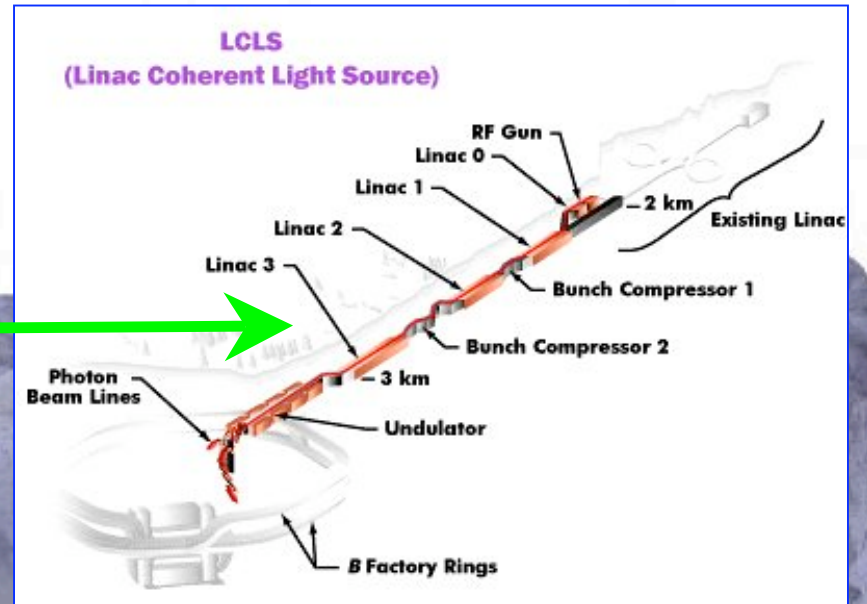 LCLS
(Linac Coherent Light Source)
RF Gun
Linac 0
Linac 1
2 km
Existing Linac
Linac 2
Linac 3
Bunch Compressor 1
Bunch Compressor 2
3 km
Photon
Beam Lines
Undulator
B Factory Rings